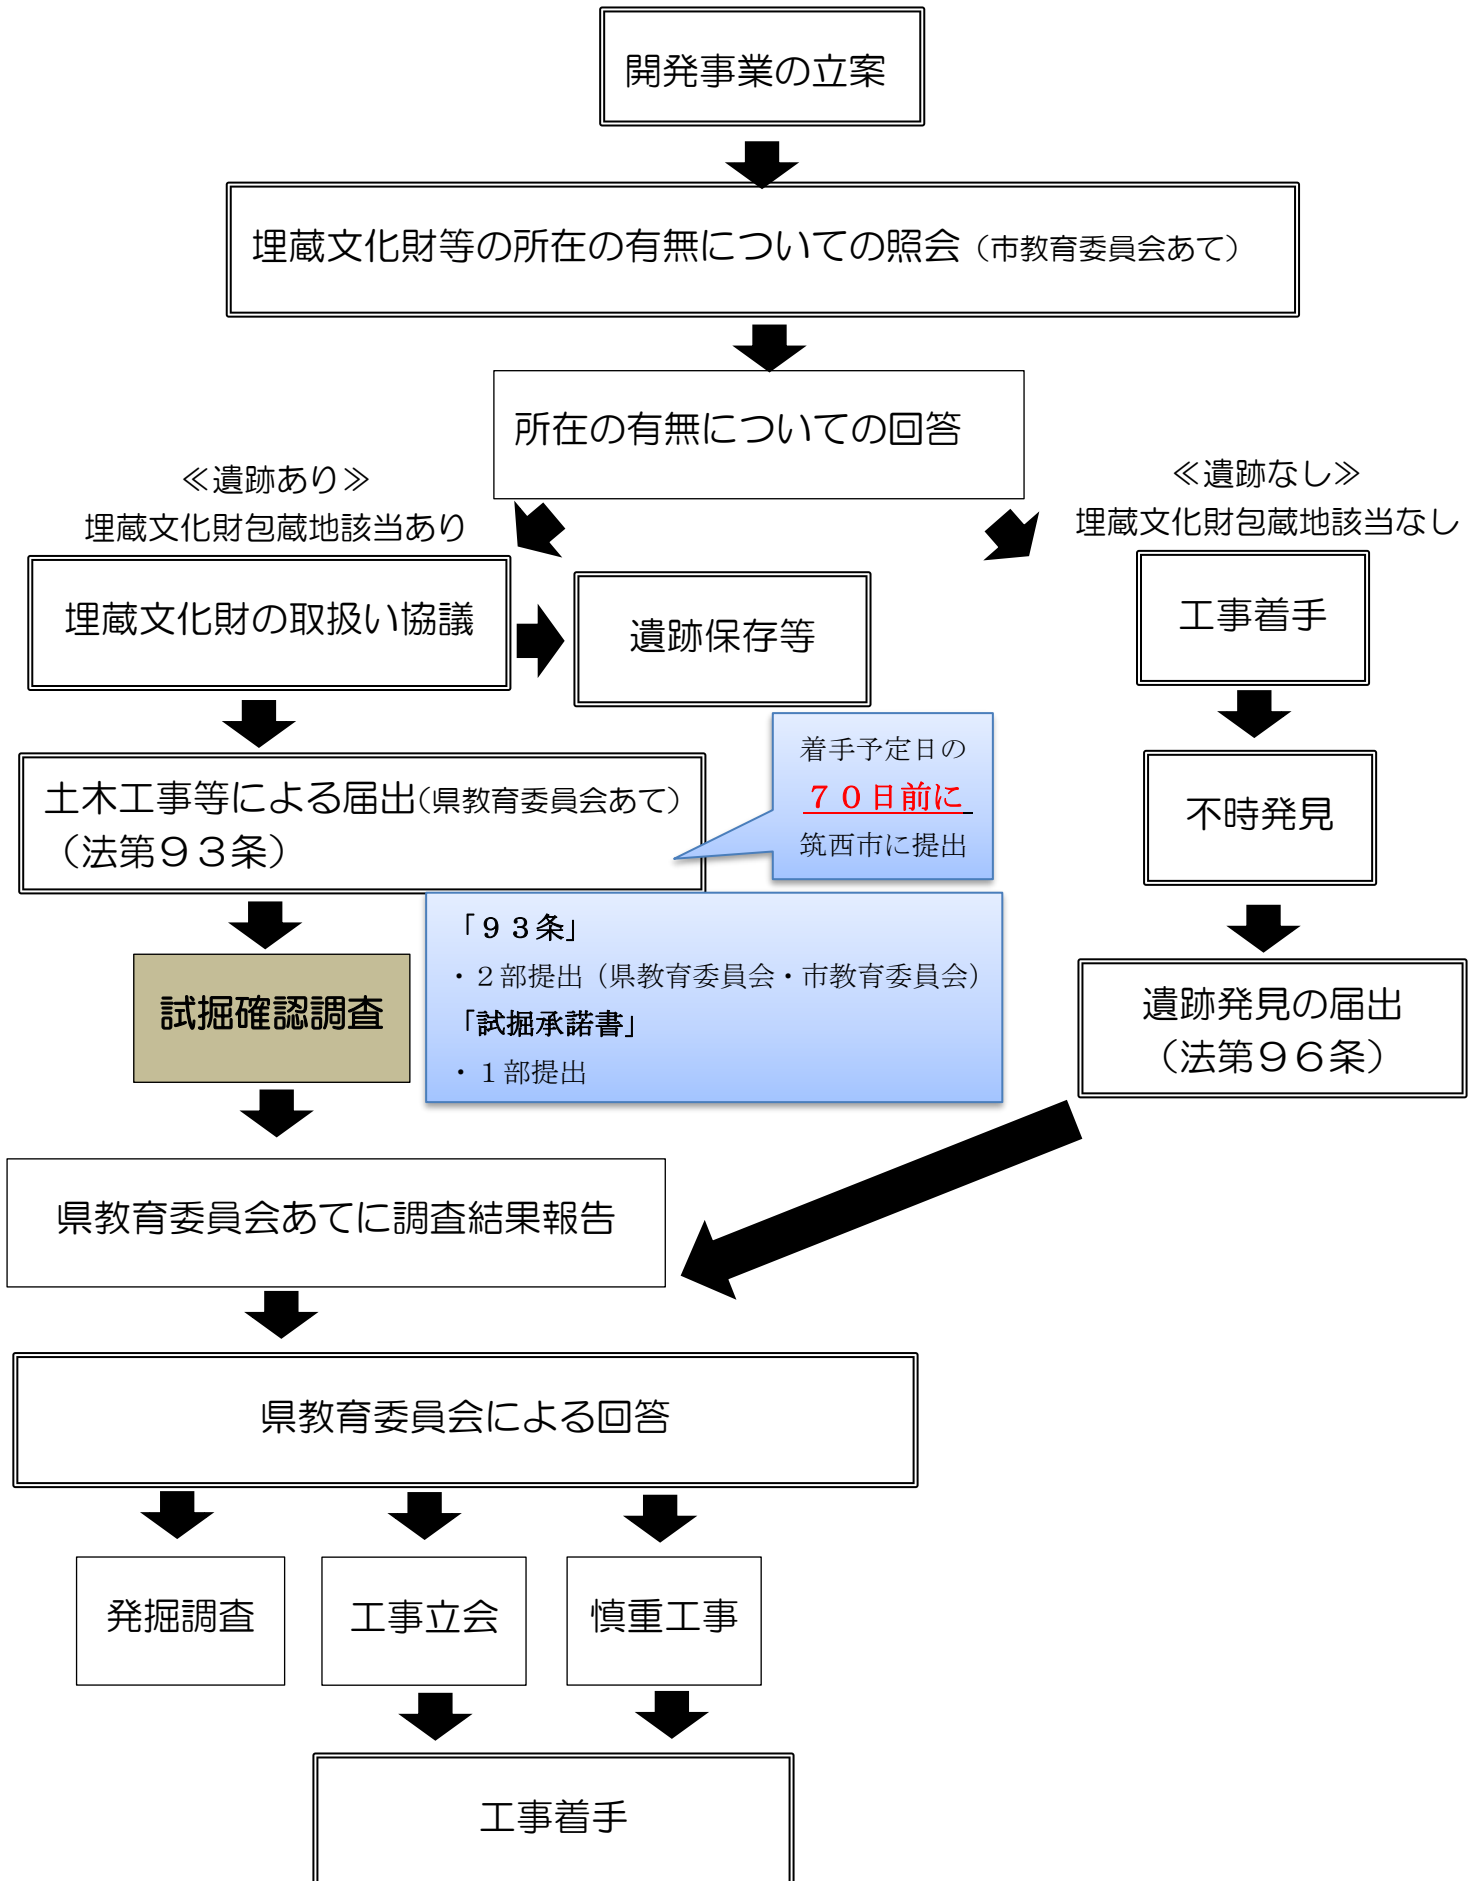 開発事業の立案
埋蔵文化財等の所在の有無についての照会（市教育委員会あて）
所在の有無についての回答
≪遺跡あり≫
埋蔵文化財包蔵地該当あり
≪遺跡なし≫
埋蔵文化財包蔵地該当なし
埋蔵文化財の取扱い協議
遺跡保存等
工事着手
土木工事等による届出（県教育委員会あて）
（法第９３条）
着手予定日の
７０日前に
筑西市に提出
不時発見
「９３条」
・２部提出（県教育委員会・市教育委員会）
「試掘承諾書」
・１部提出
試掘確認調査
遺跡発見の届出
（法第９６条）
県教育委員会あてに調査結果報告
県教育委員会による回答
発掘調査
工事立会
慎重工事
工事着手